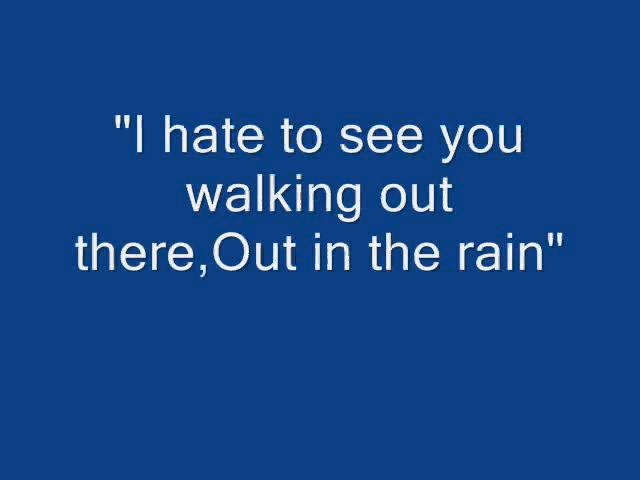 "I hate to see you
walking out
there,Out in the rain"